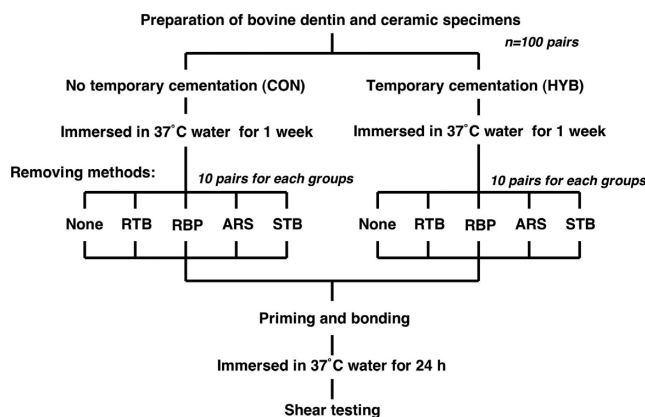 Preparation of bovine dentin and ceramic specimens
n=100 pairs
No temporary cementation (CON)
Temporary cementation (HYB)
Immersed in 37˚C water for 1 week
Immersed in 37˚C water for 1 week
Removing methods:
10 pairs for each groups
10 pairs for each groups
None RTB RBP ARS STB
None RTB RBP ARS STB
Priming and bonding
Immersed in 37˚C water for 24 h
Shear testing